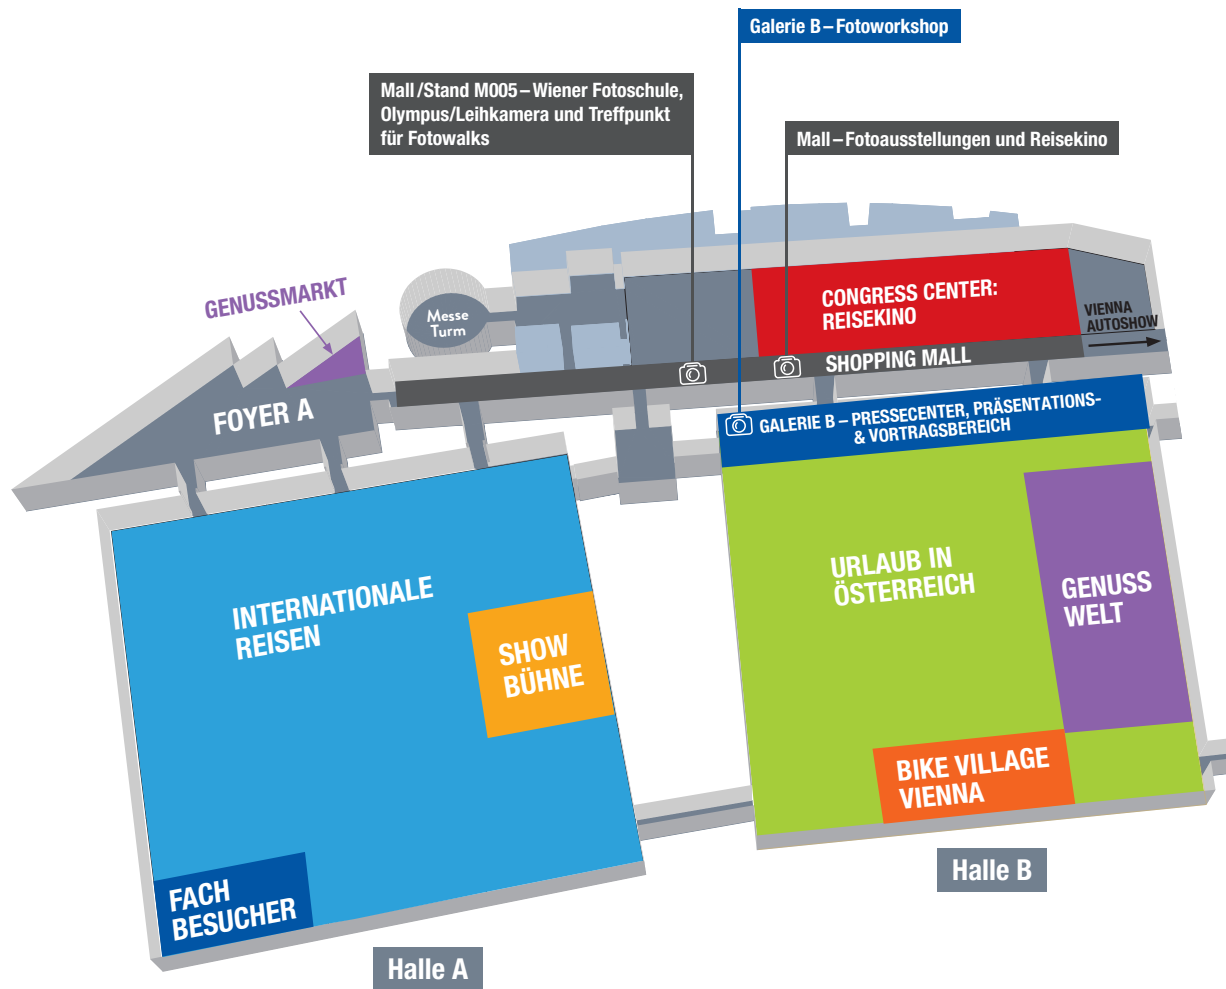 Galerie B – Fotoworkshop
Mall/Stand M005 – Wiener Fotoschule,
Olympus/Leihkamera und Treffpunkt
für Fotowalks
Mall – Fotoausstellungen und Reisekino
GENUSSMARKT
Messe
Turm
CONGRESS CENTER:
REISEKINO
VIENNA
AUTOSHOW
SHOPPING MALL
FOYER A
GALERIE B – PRESSECENTER, PRÄSENTATIONS-
& VORTRAGSBEREICH
INTERNATIONALE
REISEN
SHOW
BÜHNE
FACH
BESUCHER
Halle A
URLAUB IN
ÖSTERREICH
GENUSS
WELT
BIKE VILLAGE
VIENNA
Halle B